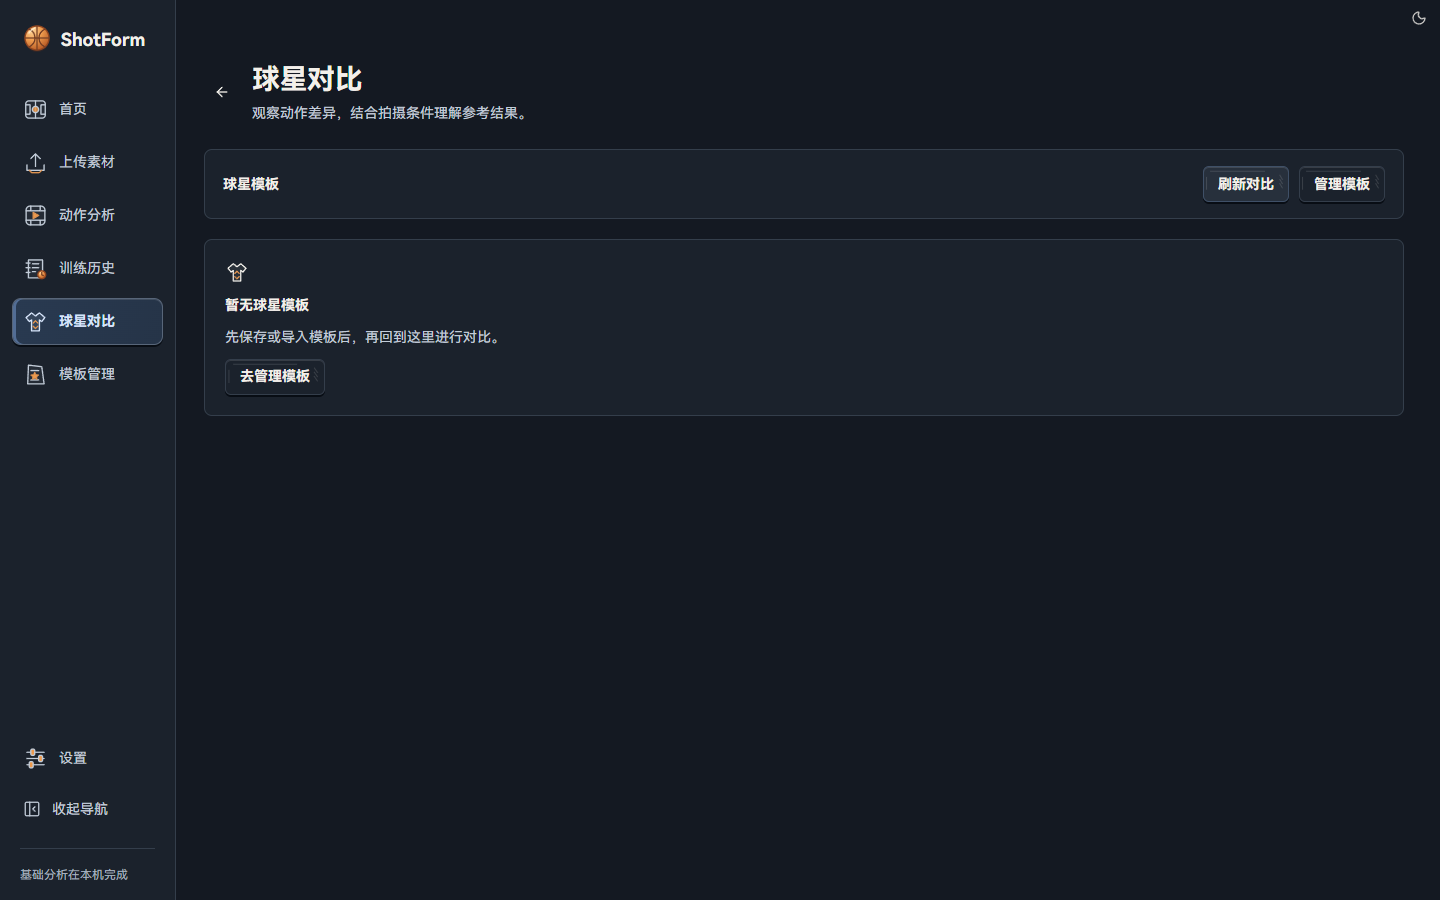 ShotForm
首页
上传素材
动作分析
训练历史
球星对比
模板管理
设置
收起导航
基础分析在本机完成
球星对比
观察动作差异，结合拍摄条件理解参考结果。
球星模板
刷新对比
管理模板
暂无球星模板
先保存或导入模板后，再回到这里进行对比。
去管理模板